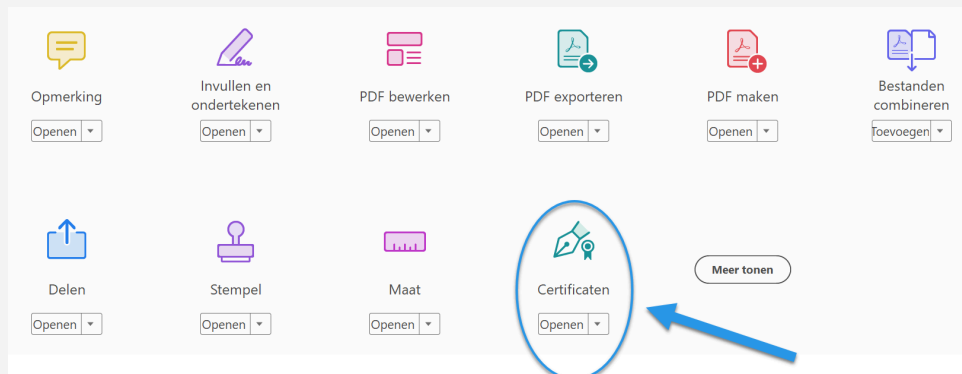 Opmerking
Invullen en
ondertekenen
PDF bewerken
PDF exporteren
PDF maken
Bestanden
combineren
Openen
Openen
Openen
Openen
Openen
Toevoegen
Delen
Stempel
Maat
Certificaten
Meer tonen
Openen
Openen
Openen
Openen